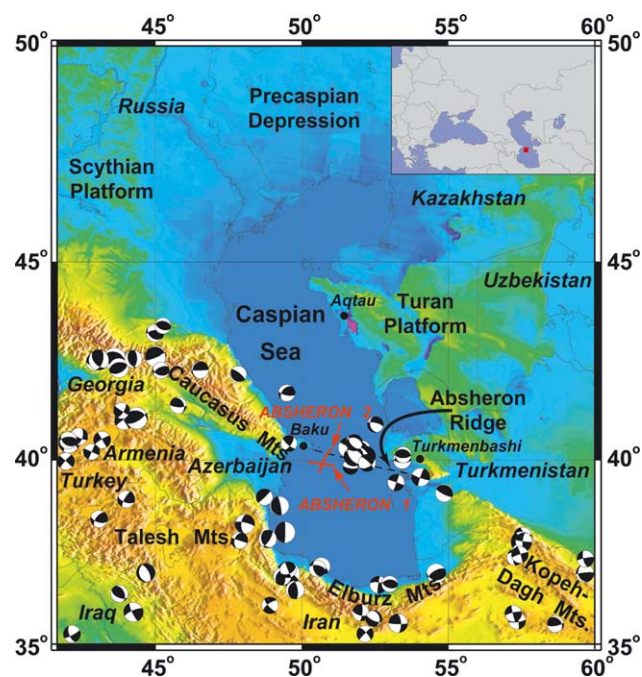 45° 50° 55° 60°
50° 50°
Russia
Precaspian
Depression
Scythian
Platform
Kazakhstan
45° 45°
Uzbekistan
Aqtau
Turan
Platform
Caspian
Sea
Georgia
Caucasus Mts.
Absheron
Ridge
ABSHERON 2
Baku
40° 40°
Armenia
Azerbaijan
Turkmenbashi
Turkmenistan
Turkey
ABSHERON 1
Talesh Mts.
Elburz Mts.
Kopeh-
Dagh Mts.
Iraq
Iran
35° 35°
45° 50° 55° 60°